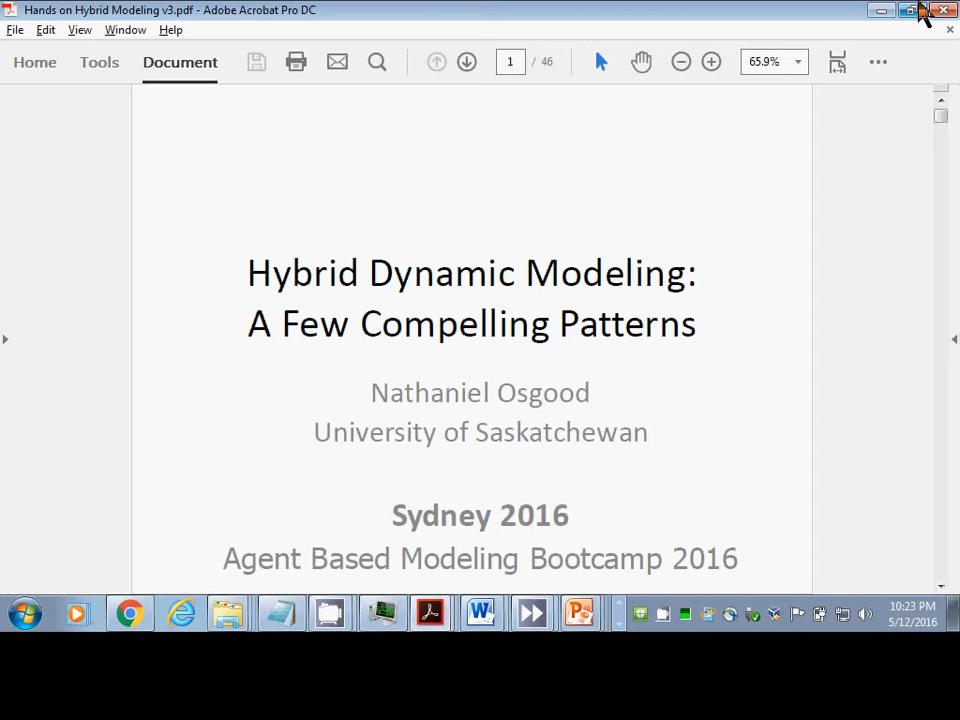 Hands on Hybrid Modeling v3.pdf - Adobe Acrobat Pro DC
File Edit View Window Help
Home Tools Document 1 / 46 65.9%
Hybrid Dynamic Modeling:
A Few Compelling Patterns
Nathaniel Osgood
University of Saskatchewan
Sydney 2016
Agent Based Modeling Bootcamp 2016
10:23 PM
5/12/2016